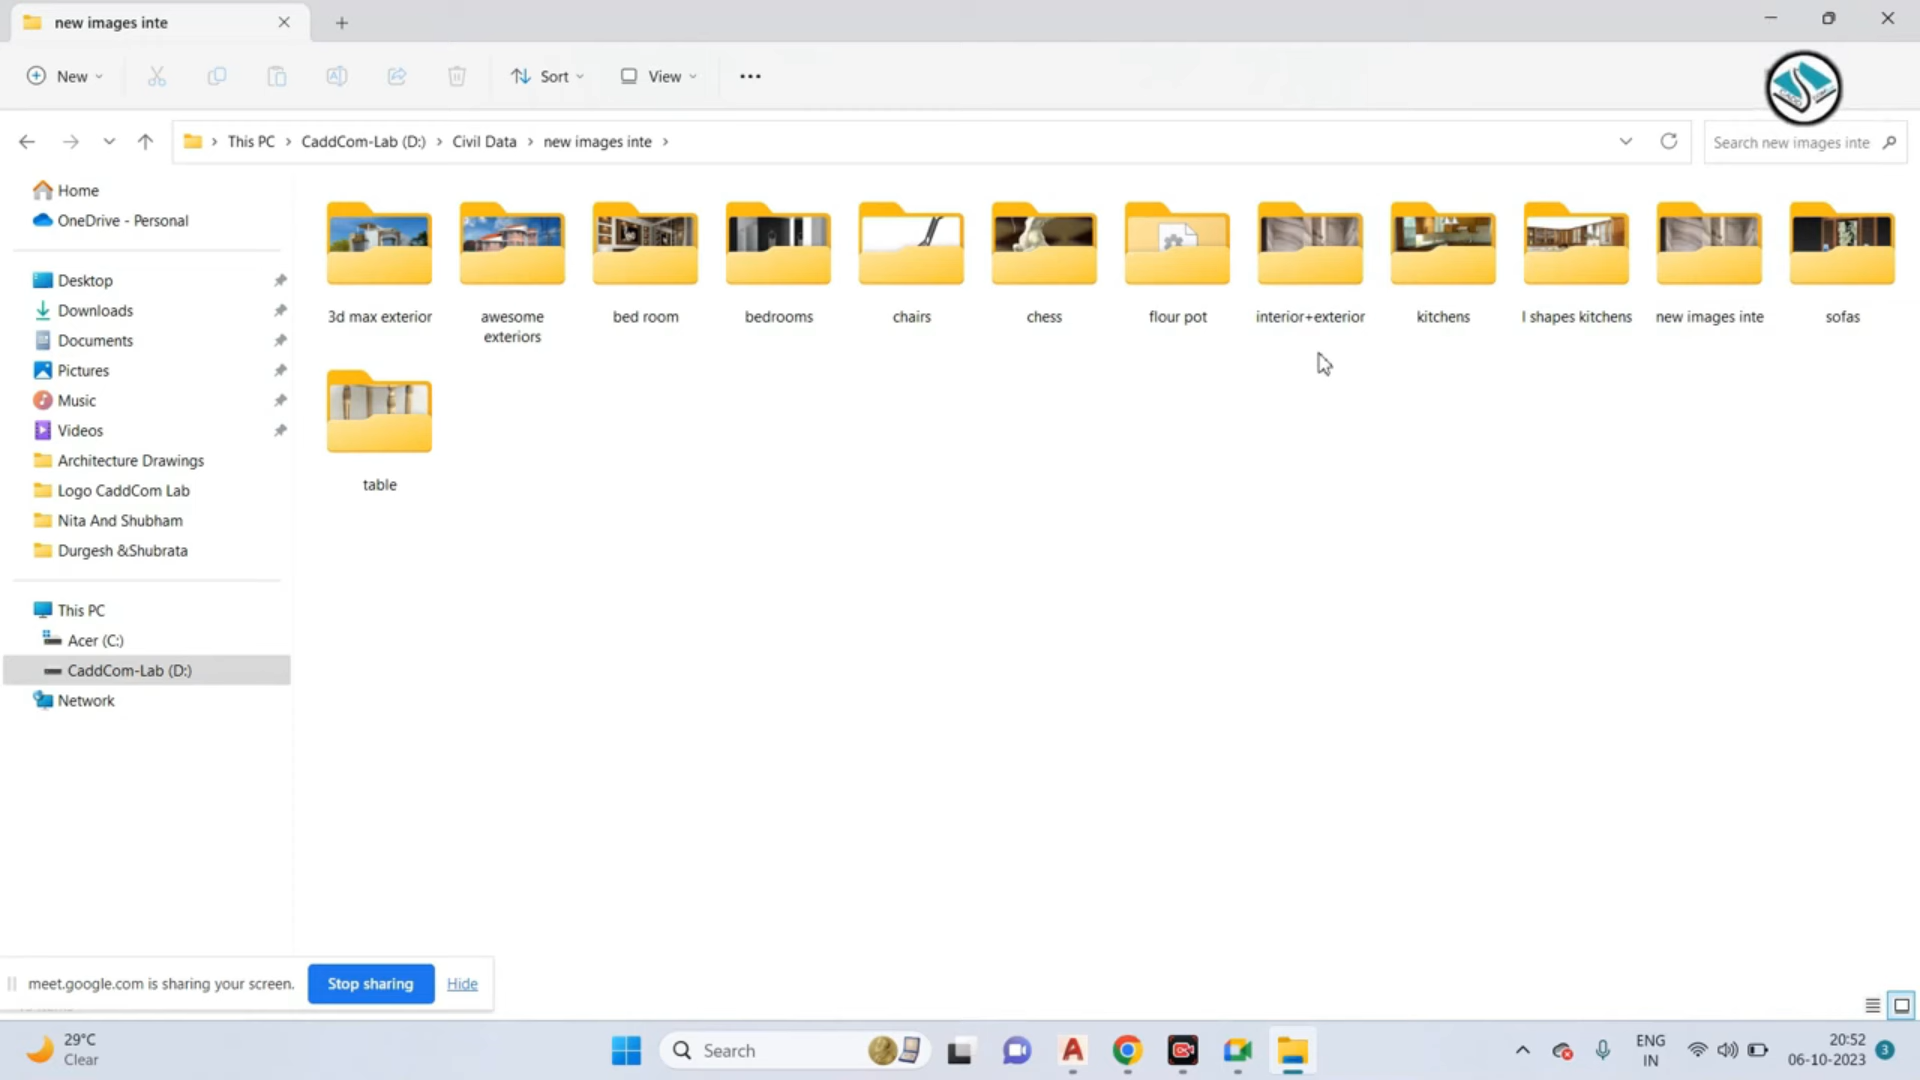 new images inte
New
Sort
View
This PC
CaddCom-Lab (D:)
Civil Data
new images inte
Search new images inte
Home
OneDrive - Personal
Desktop
Downloads
Documents
Pictures
Music
Videos
Architecture Drawings
Logo CaddCom Lab
Nita And Shubham
Durgesh &Shubrata
This PC
Acer (C:)
CaddCom-Lab (D:)
Network
3d max exterior
awesome
exteriors
bed room
bedrooms
chairs
chess
flour pot
interior+exterior
kitchens
l shapes kitchens
new images inte
sofas
table
meet.google.com is sharing your screen.
Stop sharing
Hide
29°C
Clear
Search
ENG
IN
20:52
06-10-2023
3